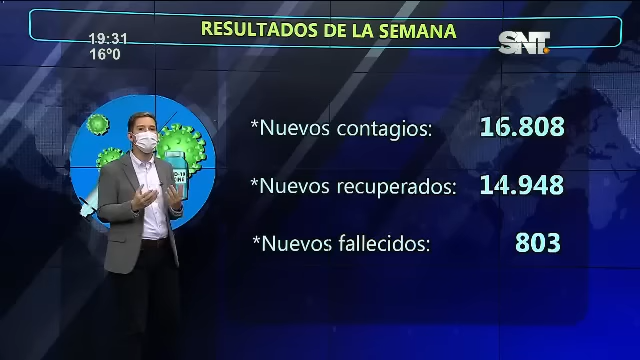 RESULTADOS DE LA SEMANA
19:31
16°0
SNT
*Nuevos contagios: 16.808
*Nuevos recuperados: 14.948
*Nuevos fallecidos: 803